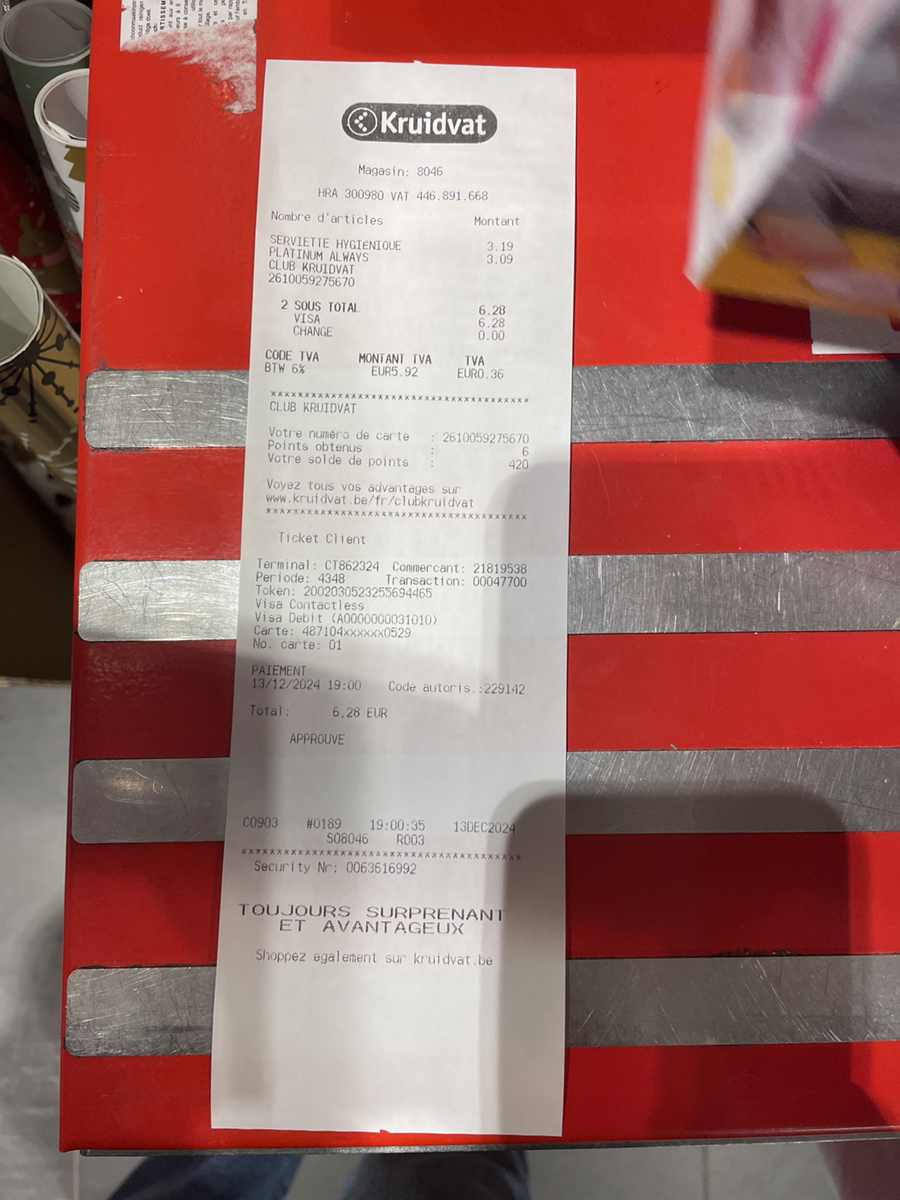 Kruidvat
Magasin: 8046
HRA 300980 VAT 446.891.668
Nombre d'articles Montant
SERVIETTE HYGIENIQUE 3.19
PLATINUM ALWAYS 3.09
CLUB KRUIDVAT
2610059275670
2 SOUS TOTAL 6.28
VISA 6.28
CHANGE 0.00
CODE TVA MONTANT TVA TVA
BTW 6% EUR5.92 EUR0.36
xxxxxxxxxxxxxxxxxxxxxxxxxxxxxxxxxxxxxx
CLUB KRUIDVAT
Votre numéro de carte : 2610059275670
Points obtenus : 6
Votre solde de points : 420
Voyez tous vos advantages sur
www.kruidvat.be/fr/clubkruidvat
xxxxxxxxxxxxxxxxxxxxxxxxxxxxxxxxxxxxxx
Ticket Client
Terminal: CT862324 Commercant: 21819538
Periode: 4348 Transaction: 00047700
Token: 2002030523255694465
Visa Contactless
Visa Debit (A0000000031010)
Carte: 487104xxxxxx0529
No. carte: 01
PAIEMENT
13/12/2024 19:00 Code autoris.:229142
Total: 6,28 EUR
APPROUVE
C0903 #0189 19:00:35 13DEC2024
S08046 R003
xxxxxxxxxxxxxxxxxxxxxxxxxxxxxxxxxxxxxx
Security Nr: 0063516992
TOUJOURS SURPRENANT
ET AVANTAGEUX
Shoppez également sur kruidvat.be